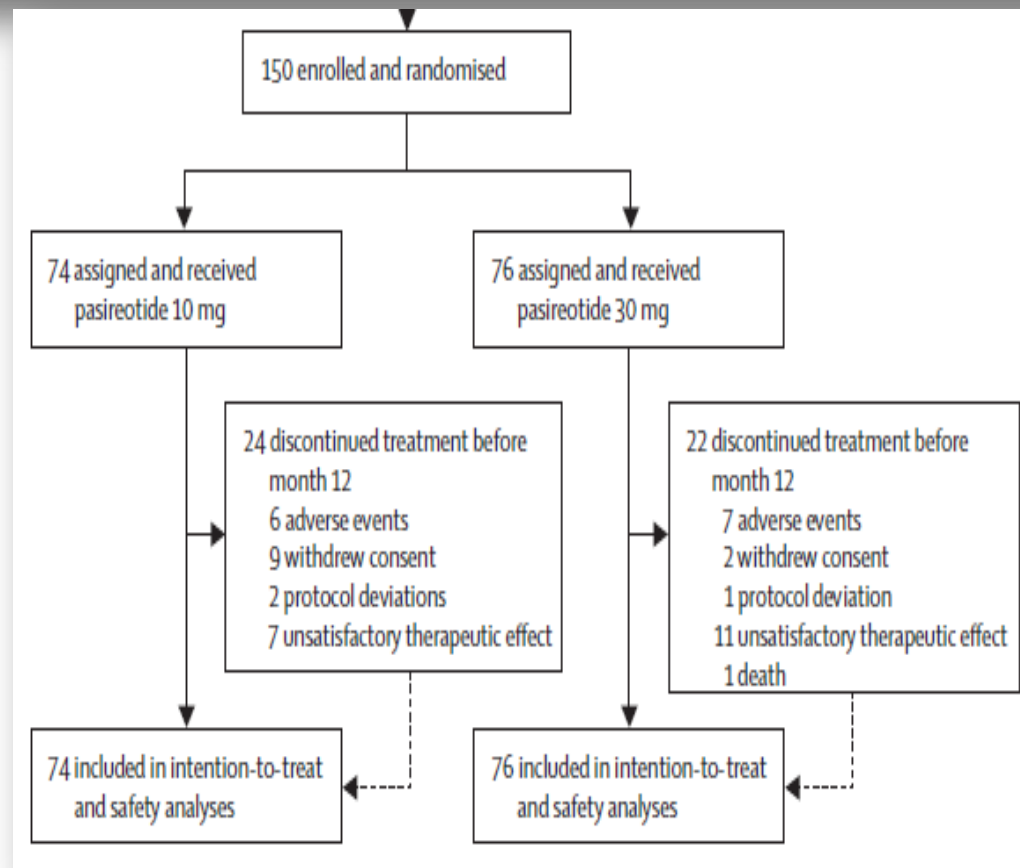 150 enrolled and randomised
74 assigned and received
pasireotide 10 mg
76 assigned and received
pasireotide 30 mg
24 discontinued treatment before
month 12
6 adverse events
9 withdrew consent
2 protocol deviations
7 unsatisfactory therapeutic effect
22 discontinued treatment before
month 12
7 adverse events
2 withdrew consent
1 protocol deviation
11 unsatisfactory therapeutic effect
1 death
74 included in intention-to-treat
and safety analyses
76 included in intention-to-treat
and safety analyses